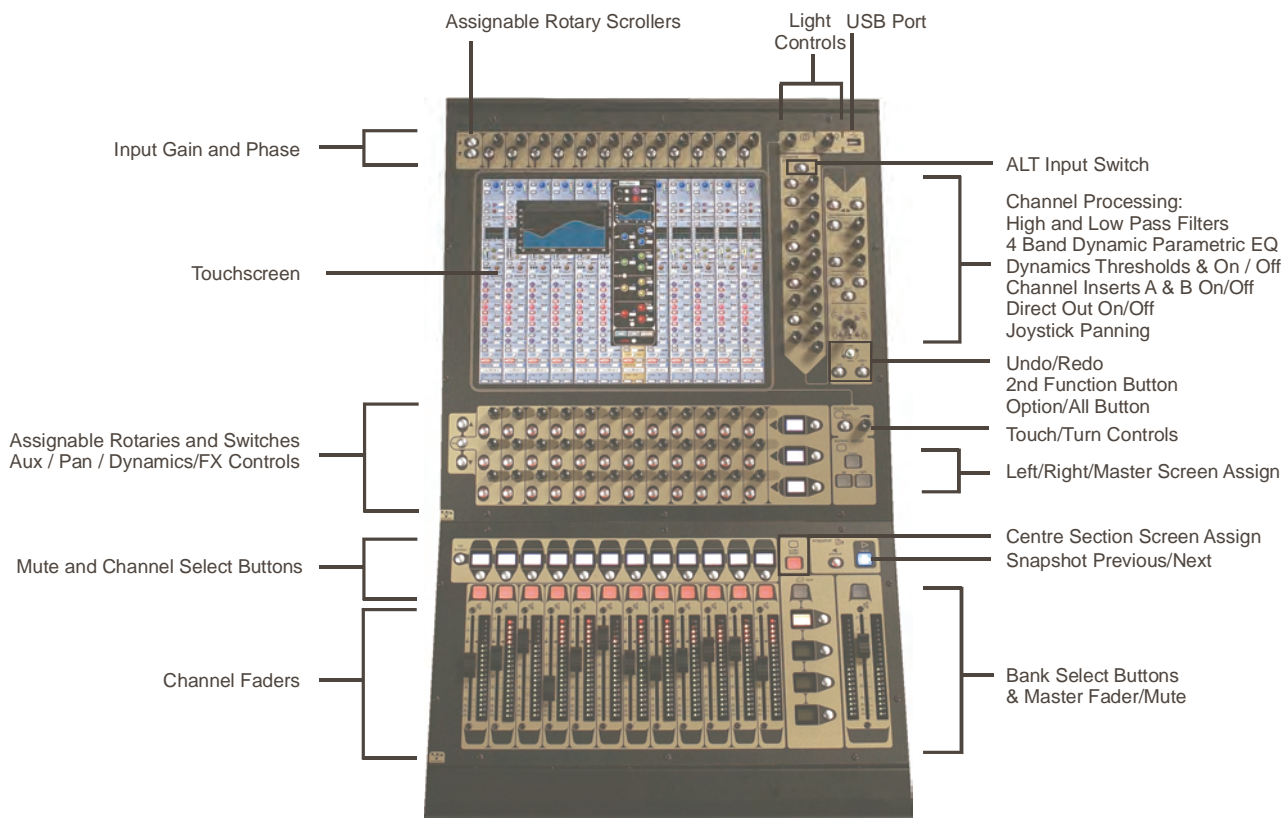 Assignable Rotary Scrollers
Light
Controls
USB Port
Input Gain and Phase
ALT Input Switch
Channel Processing:
High and Low Pass Filters
4 Band Dynamic Parametric EQ
Dynamics Thresholds & On / Off
Channel Inserts A & B On/Off
Direct Out On/Off
Joystick Panning
Touchscreen
Undo/Redo
2nd Function Button
Option/All Button
Touch/Turn Controls
Assignable Rotaries and Switches
Aux / Pan / Dynamics/FX Controls
Left/Right/Master Screen Assign
Centre Section Screen Assign
Snapshot Previous/Next
Mute and Channel Select Buttons
Channel Faders
Bank Select Buttons
& Master Fader/Mute